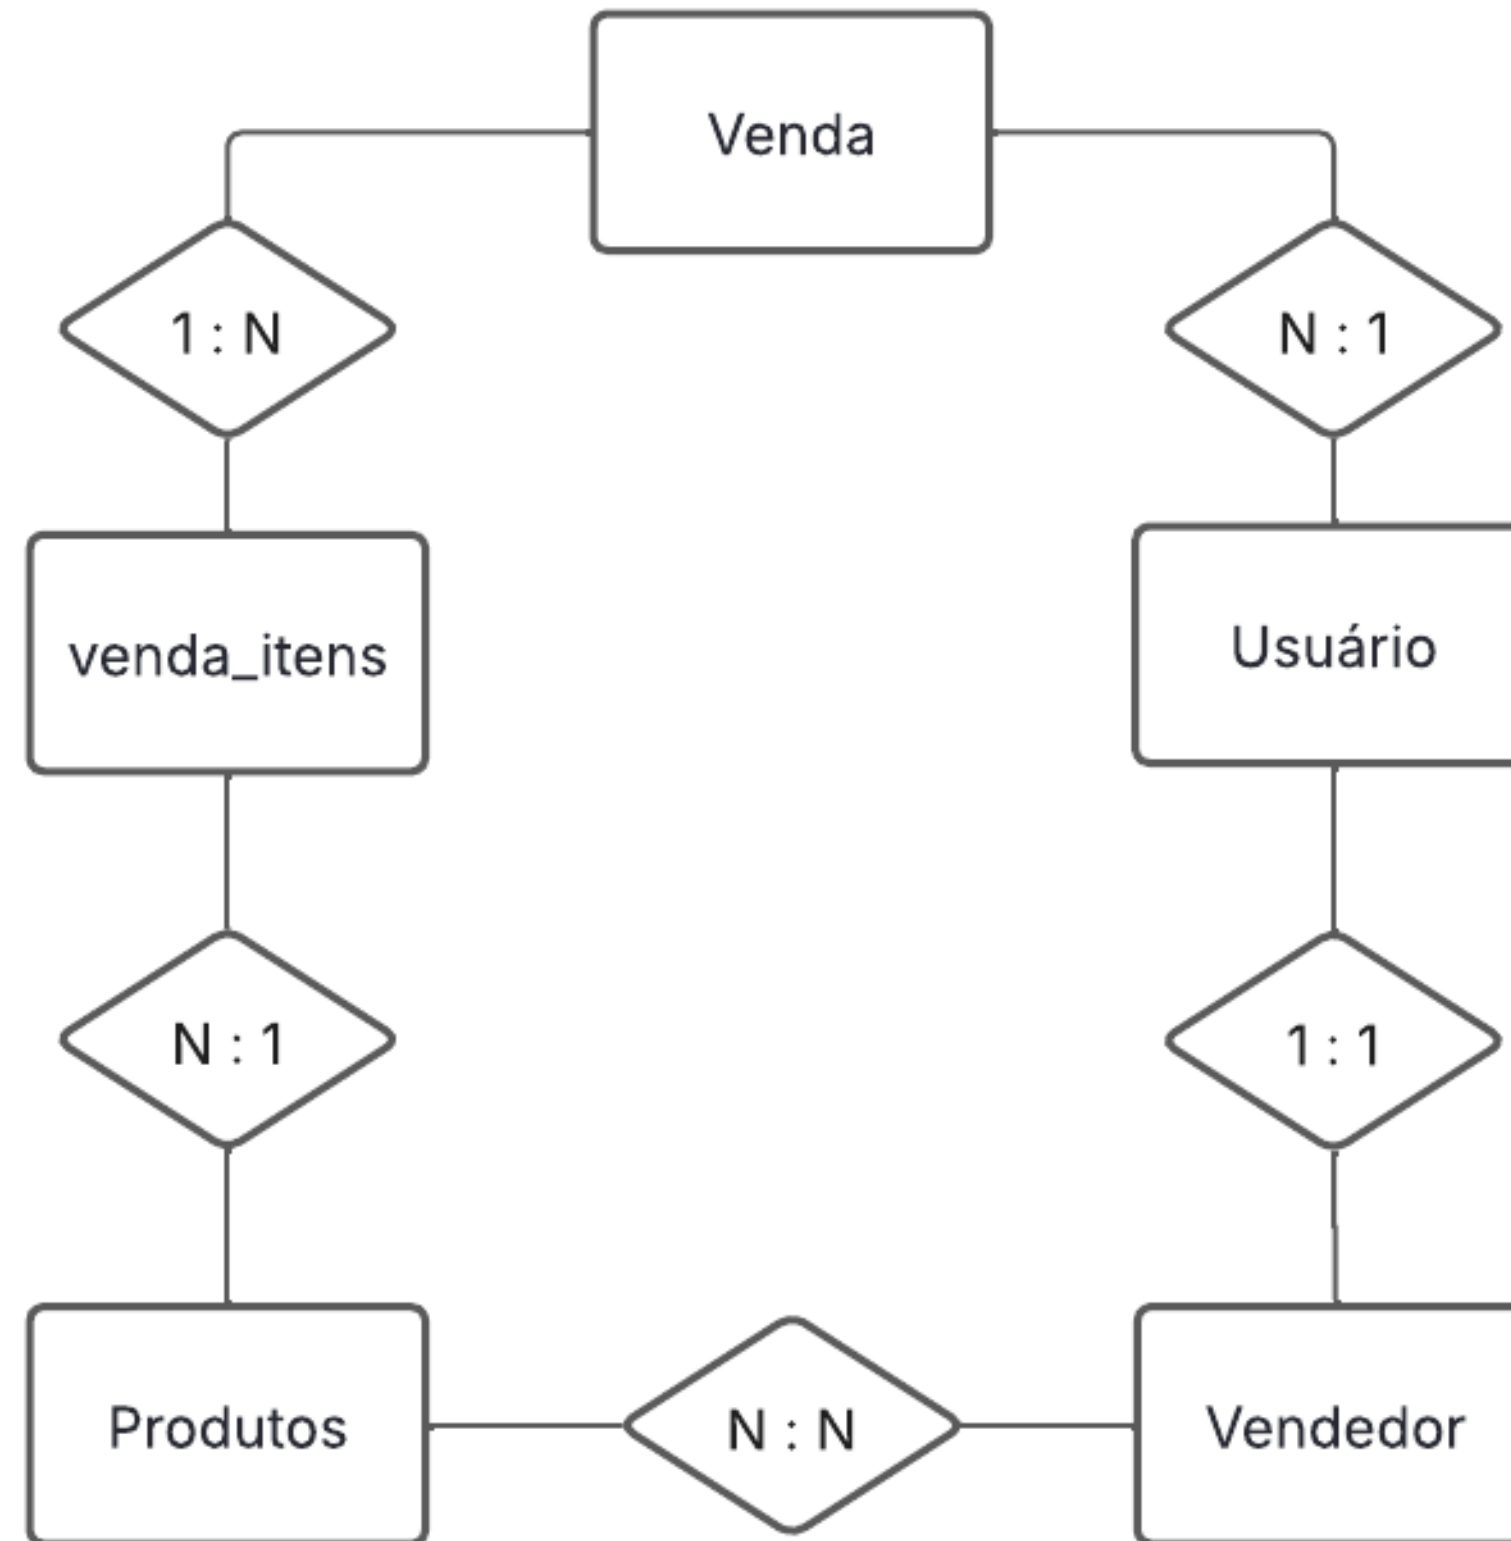 Venda
1 : N
N : 1
venda_itens
Usuário
N : 1
1 : 1
Produtos
N : N
Vendedor